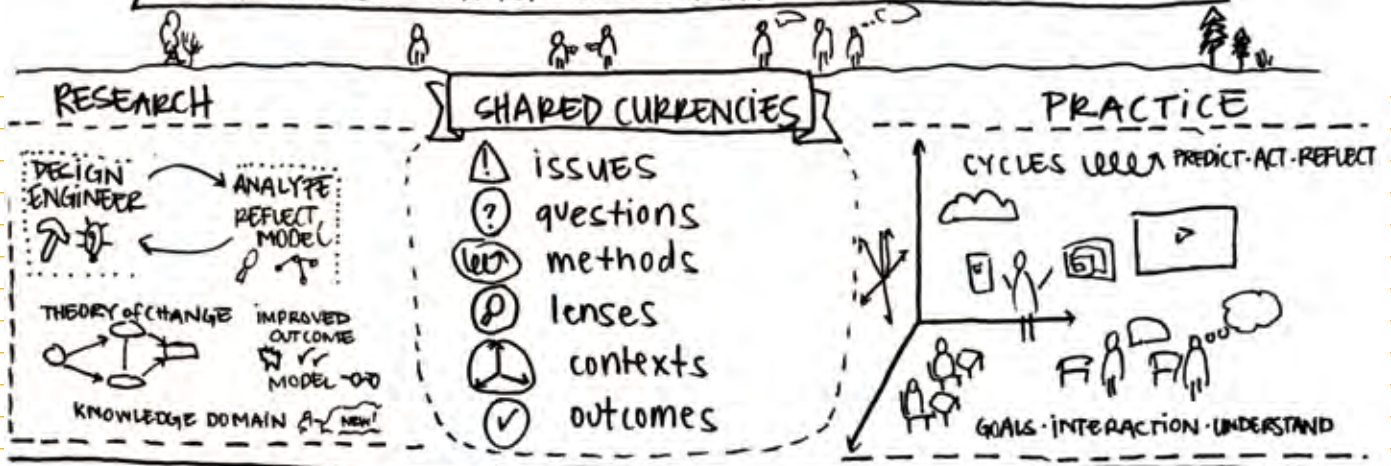 RESEARCH
SHARED CURRENCIES
PRACTICE
DESIGN
ENGINEER
ANALYZE
REFLECT
MODEL
THEORY of CHANGE
IMPROVED
OUTCOME
MODEL
KNOWLEDGE DOMAIN
NEW!
! issues
? questions
methods
lenses
contexts
outcomes
CYCLES PREDICT·ACT·REFLECT
GOALS·INTERACTION·UNDERSTAND